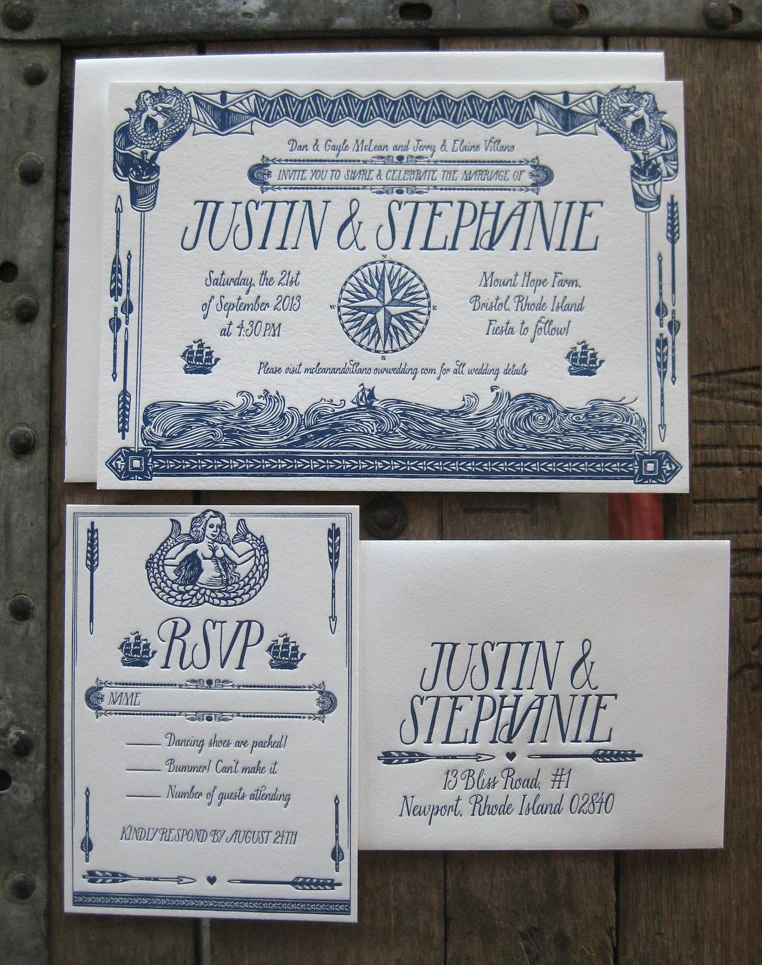 Dan & Gayle McLean and Jerry & Elaine Villano
INVITE YOU TO SHARE & CELEBRATE THE MARRIAGE OF
JUSTIN & STEPHANIE
Saturday, the 21st
of September 2013
at 4:30 PM
N
W E
S
Mount Hope Farm,
Bristol, Rhode Island
Fiesta to follow!
Please visit mcleanandvillano.ourwedding.com for all wedding details
RSVP
NAME
Dancing shoes are packed!
Bummer! Can't make it.
Number of guests attending
KINDLY RESPOND BY AUGUST 24TH
JUSTIN &
STEPHANIE
13 Bliss Road, #1
Newport, Rhode Island 02840